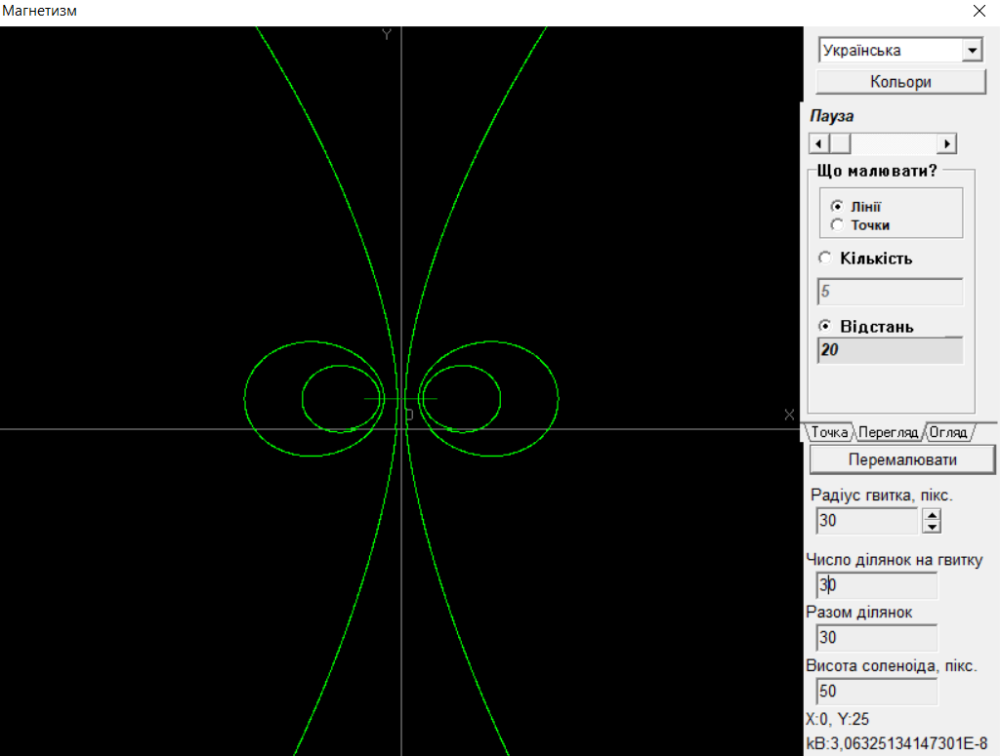 Магнетизм
Y
X
Українська
Кольори
Пауза
Що малювати?
Лінії
Точки
Кількість
5
Відстань
20
Точка
Перегляд
Огляд
Перемалювати
Радіус гвитка, пікс.
30
Число ділянок на гвитку
30
Разом ділянок
30
Висота соленоїда, пікс.
50
X:0, Y:25
kB:3,06325134147301E-8